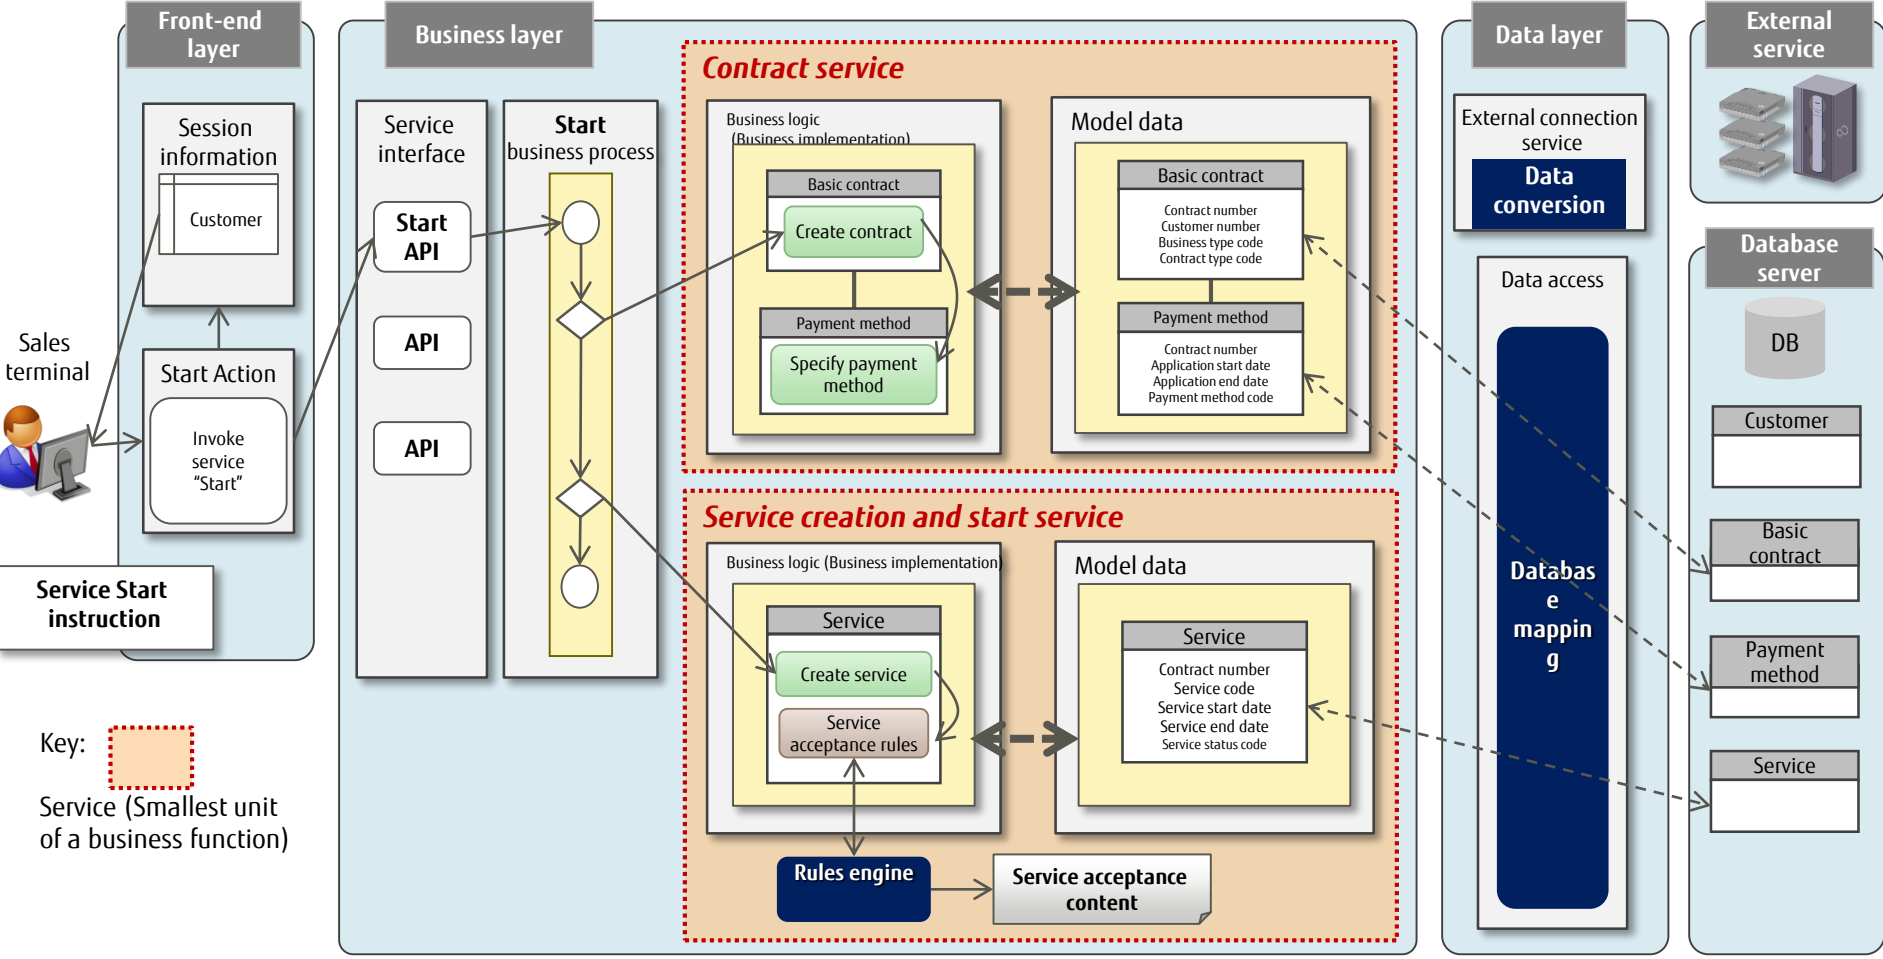 Front-end
layer
Session
information
Customer
Start Action
Invoke
service
"Start"
Sales
terminal
Service Start
instruction
Key:
Service (Smallest unit
of a business function)
Business layer
Service
interface
Start
API
API
API
Start
business process
Contract service
Business logic
(Business implementation)
Basic contract
Create contract
Payment method
Specify payment
method
Model data
Basic contract
Contract number
Customer number
Business type code
Contract type code
Payment method
Contract number
Application start date
Application end date
Payment method code
Service creation and start service
Business logic (Business implementation)
Service
Create service
Service
acceptance rules
Rules engine
Service acceptance
content
Model data
Service
Contract number
Service code
Service start date
Service end date
Service status code
Data layer
External connection
service
Data
conversion
Data access
Databas
e
mappin
g
External
service
Database
server
DB
Customer
Basic
contract
Payment
method
Service